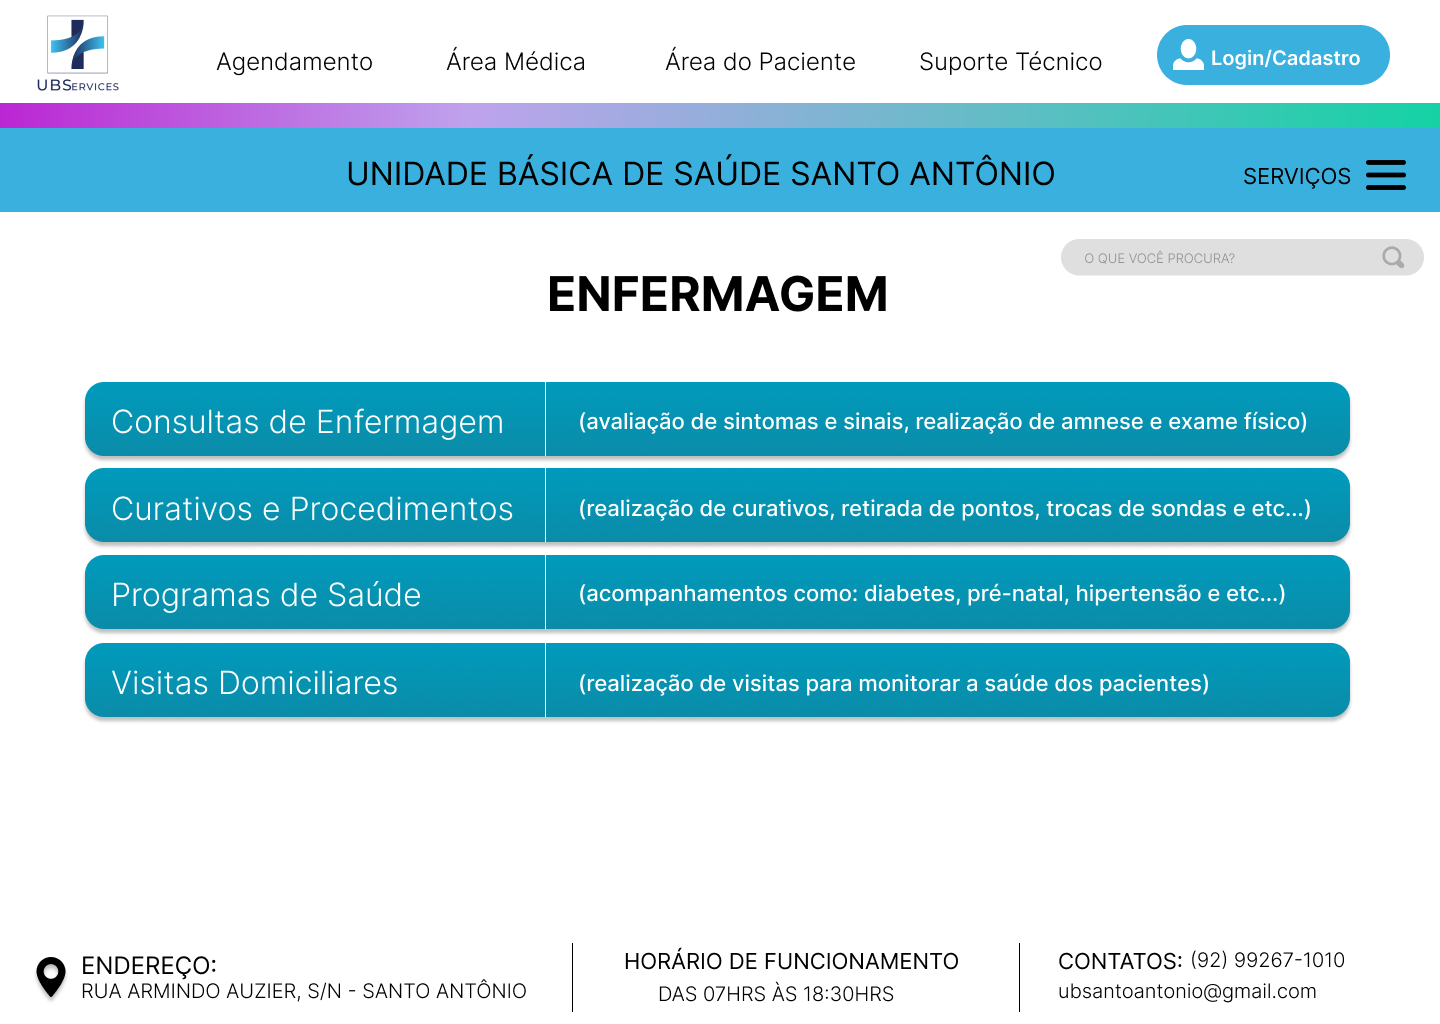 UBServices
Agendamento
Área Médica
Área do Paciente
Suporte Técnico
Login/Cadastro
UNIDADE BÁSICA DE SAÚDE SANTO ANTÔNIO
SERVIÇOS
O QUE VOCÊ PROCURA?
ENFERMAGEM
Consultas de Enfermagem
(avaliação de sintomas e sinais, realização de amnese e exame físico)
Curativos e Procedimentos
(realização de curativos, retirada de pontos, trocas de sondas e etc...)
Programas de Saúde
(acompanhamentos como: diabetes, pré-natal, hipertensão e etc...)
Visitas Domiciliares
(realização de visitas para monitorar a saúde dos pacientes)
ENDEREÇO:
RUA ARMINDO AUZIER, S/N - SANTO ANTÔNIO
HORÁRIO DE FUNCIONAMENTO
DAS 07HRS ÀS 18:30HRS
CONTATOS: (92) 99267-1010
ubsantoantonio@gmail.com